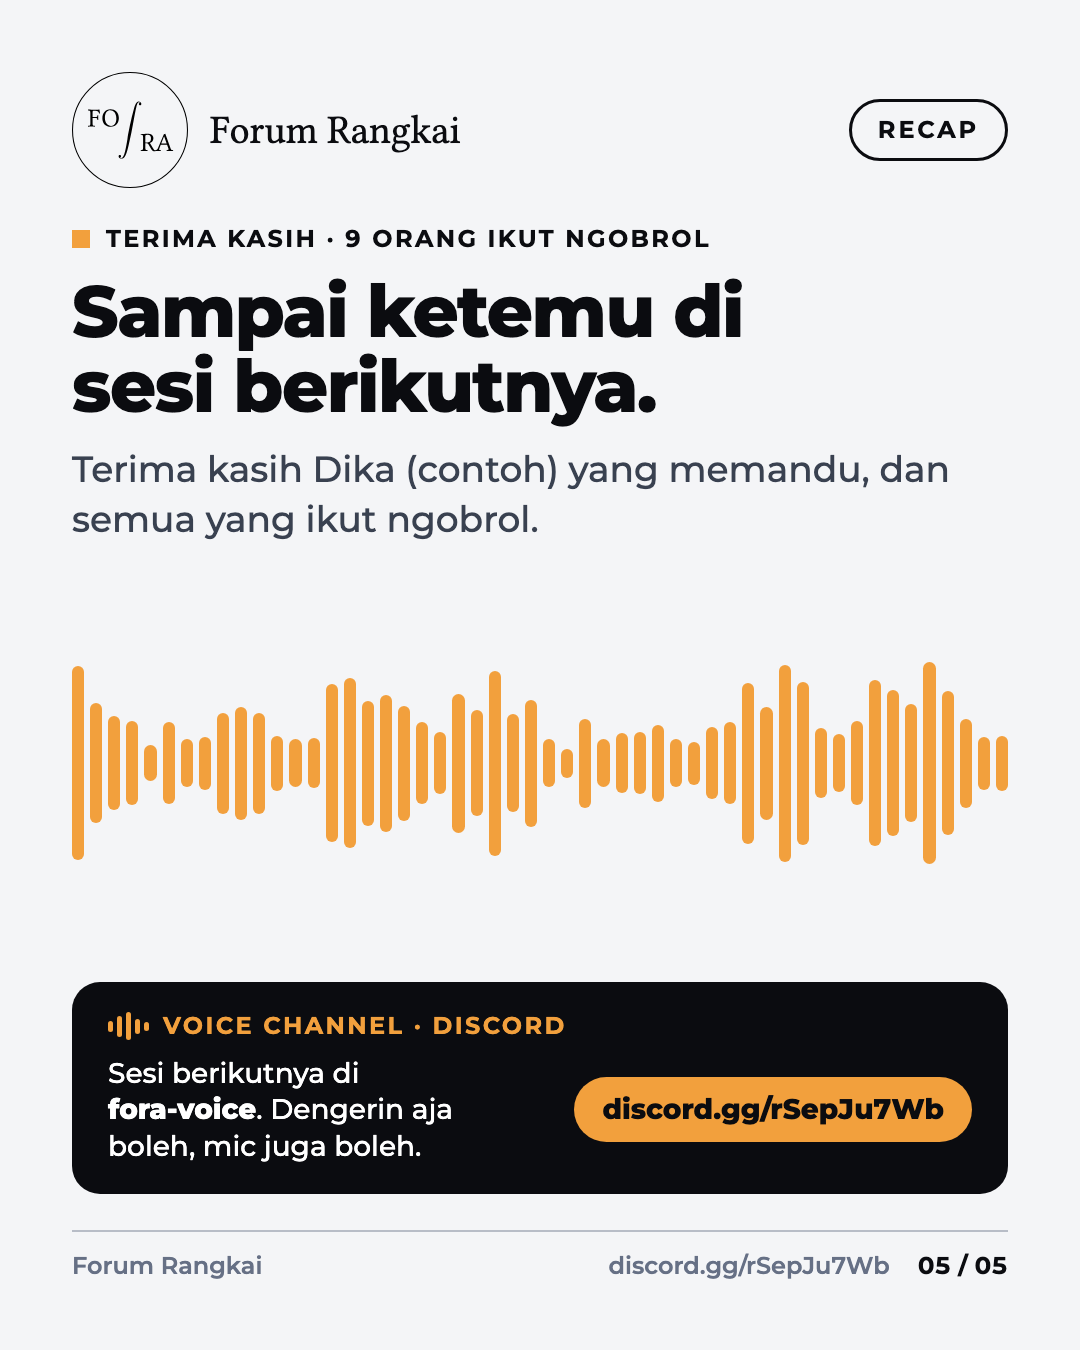 FO∫RA
Forum Rangkai
RECAP
TERIMA KASIH · 9 ORANG IKUT NGOBROL
Sampai ketemu di
sesi berikutnya.
Terima kasih Dika (contoh) yang memandu, dan
semua yang ikut ngobrol.
VOICE CHANNEL · DISCORD
Sesi berikutnya di
fora-voice. Dengerin aja
boleh, mic juga boleh.
discord.gg/rSepJu7Wb
Forum Rangkai
discord.gg/rSepJu7Wb
05 / 05